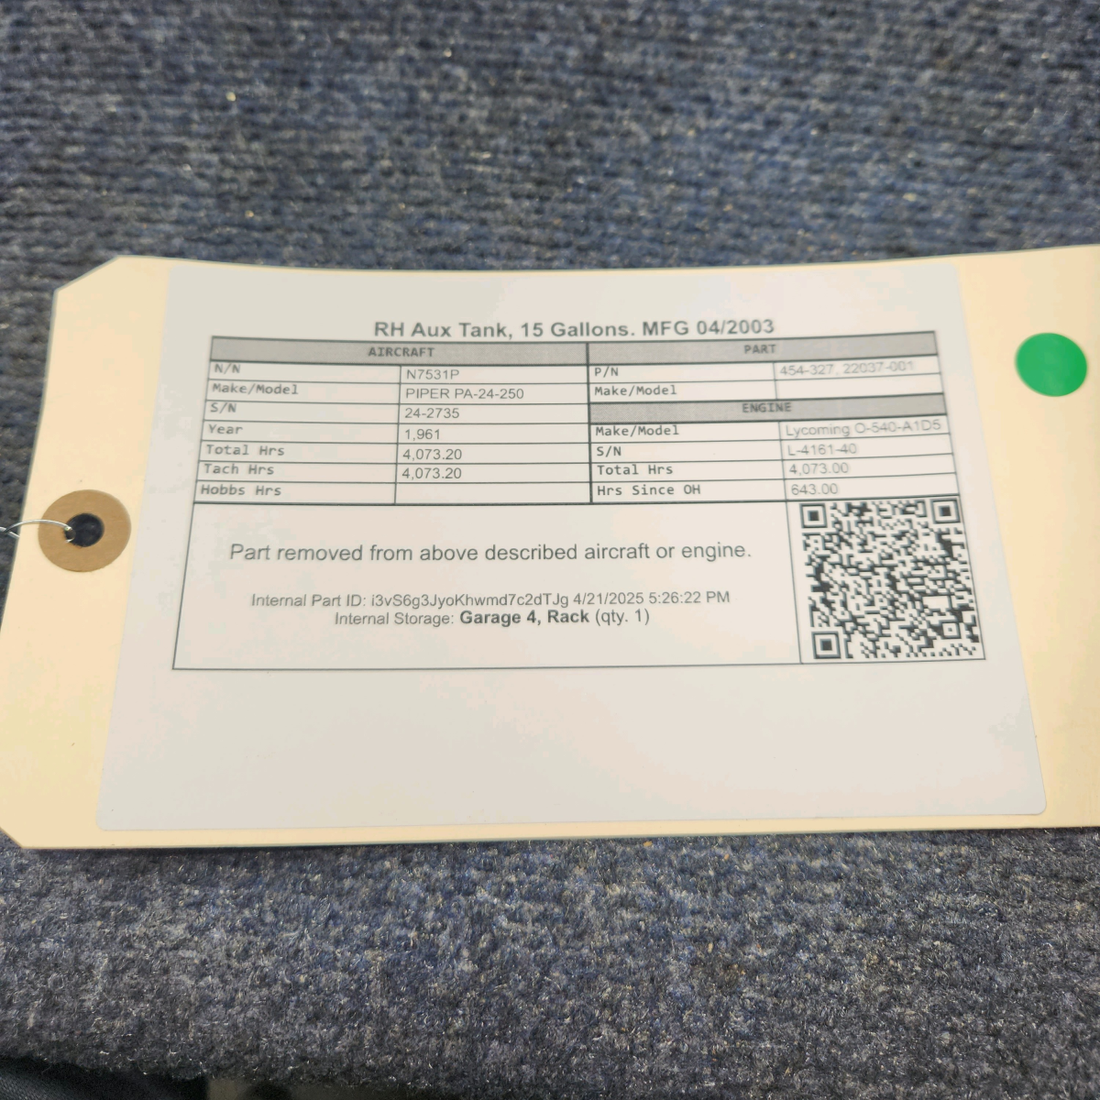 RH Aux Tank, 15 Gallons. MFG 04/2003
AIRCRAFT
N/N N7531P
Make/Model PIPER PA-24-250
S/N 24-2735
Year 1,961
Total Hrs 4,073.20
Tach Hrs 4,073.20
Hobbs Hrs
PART
P/N 454-327, 22037-001
Make/Model
ENGINE
Make/Model Lycoming O-540-A1D5
S/N L-4161-40
Total Hrs 4,073.00
Hrs Since OH 643.00
Part removed from above described aircraft or engine.
Internal Part ID: i3vS6g3JyoKhwmd7c2dTJg 4/21/2025 5:26:22 PM
Internal Storage: Garage 4, Rack (qty. 1)